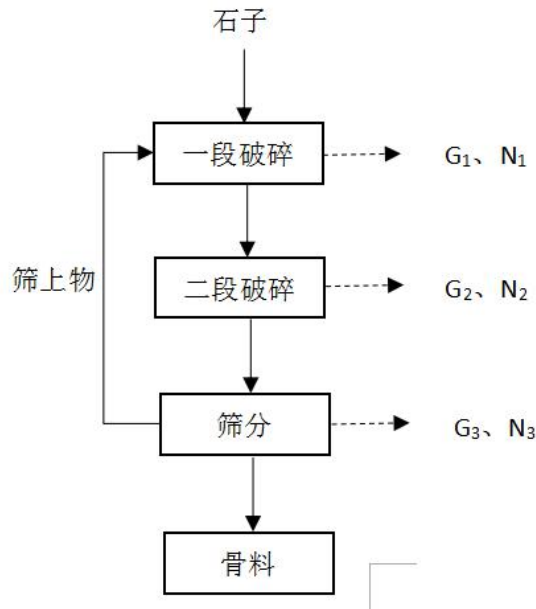 石子
一段破碎
G₁、N₁
筛上物
二段破碎
G₂、N₂
筛分
G₃、N₃
骨料